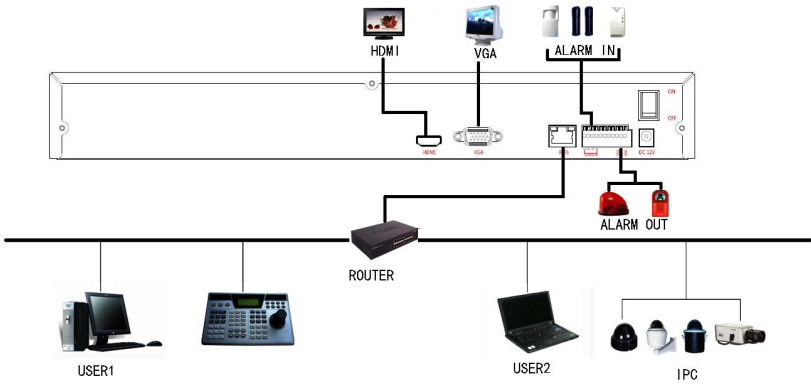 HDMI
VGA
ALARM IN
ON
OFF
HDMI
VGA
DC 12V
ALARM OUT
ROUTER
USER1
USER2
IPC